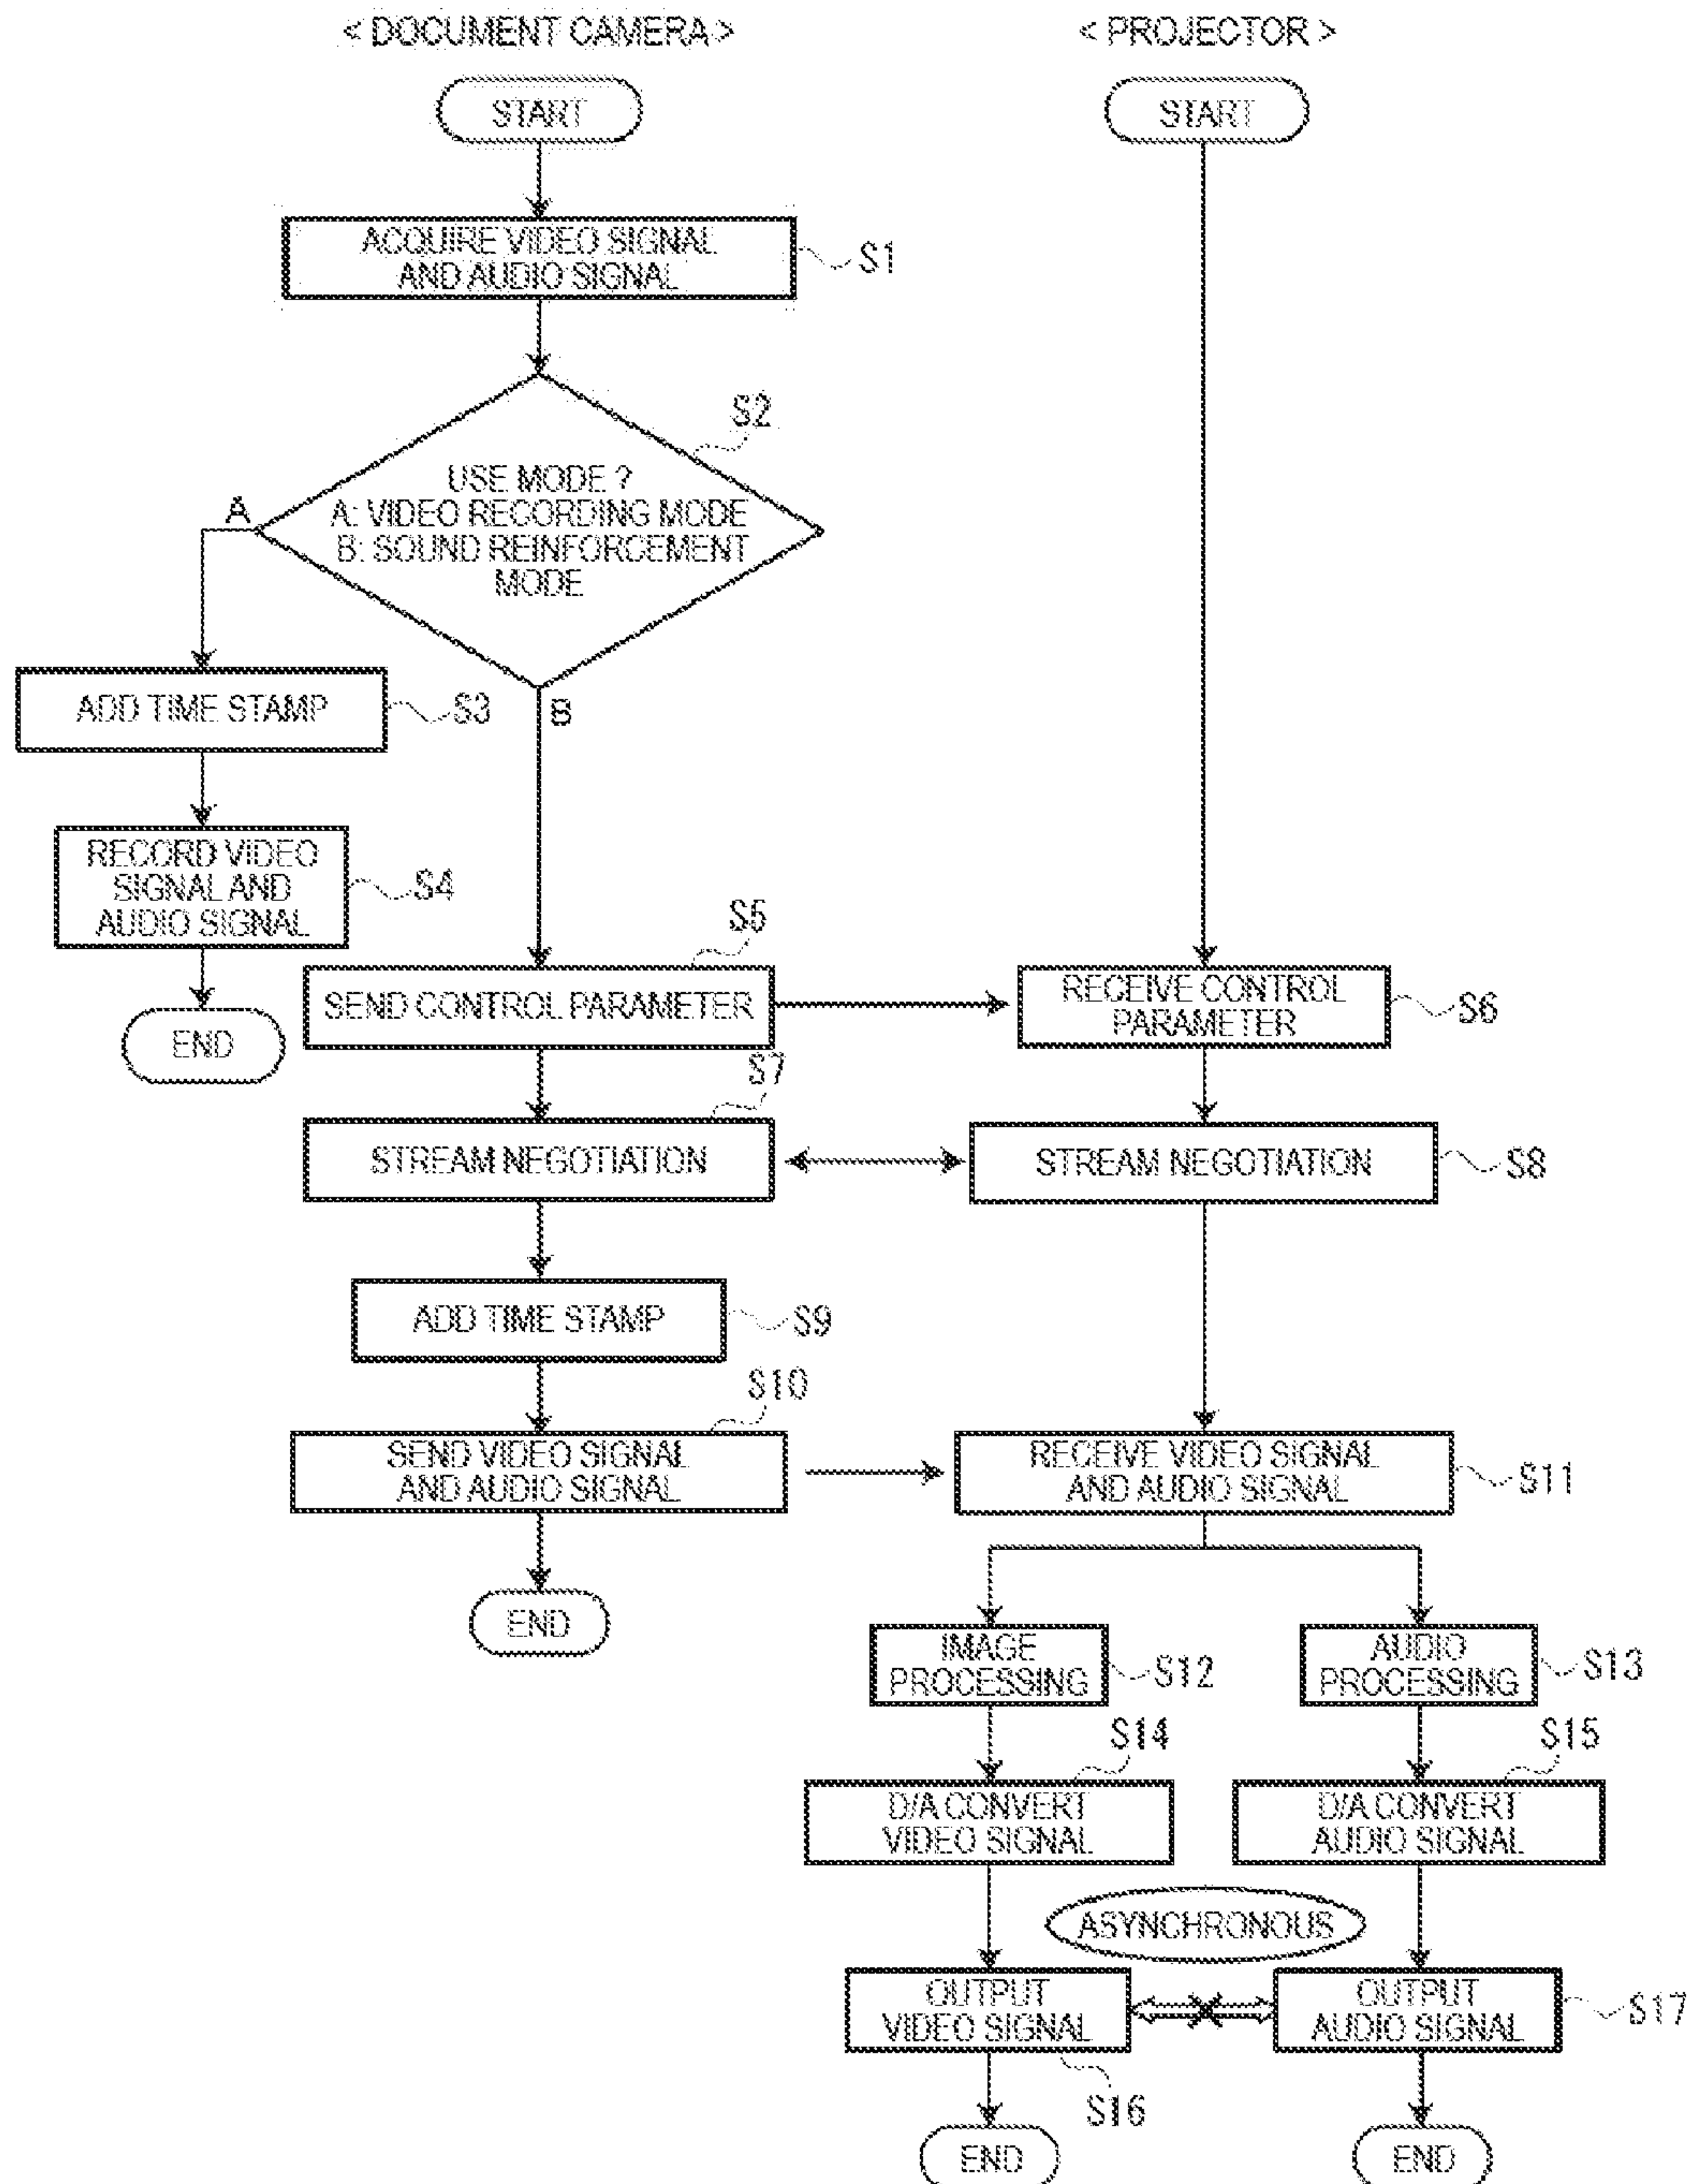 < DOCUMENT CAMERA >
< PROJECTOR >
START
START
ACQUIRE VIDEO SIGNAL
AND AUDIO SIGNAL
S1
S2
USE MODE ?
A: VIDEO RECORDING MODE
B: SOUND REINFORCEMENT
MODE
A
B
ADD TIME STAMP
S3
RECORD VIDEO
SIGNAL AND
AUDIO SIGNAL
S4
END
S5
SEND CONTROL PARAMETER
RECEIVE CONTROL
PARAMETER
S6
S7
STREAM NEGOTIATION
STREAM NEGOTIATION
S8
ADD TIME STAMP
S9
S10
SEND VIDEO SIGNAL
AND AUDIO SIGNAL
RECEIVE VIDEO SIGNAL
AND AUDIO SIGNAL
S11
END
IMAGE
PROCESSING
S12
AUDIO
PROCESSING
S13
S14
D/A CONVERT
VIDEO SIGNAL
S15
D/A CONVERT
AUDIO SIGNAL
ASYNCHRONOUS
OUTPUT
VIDEO SIGNAL
S16
OUTPUT
AUDIO SIGNAL
S17
END
END